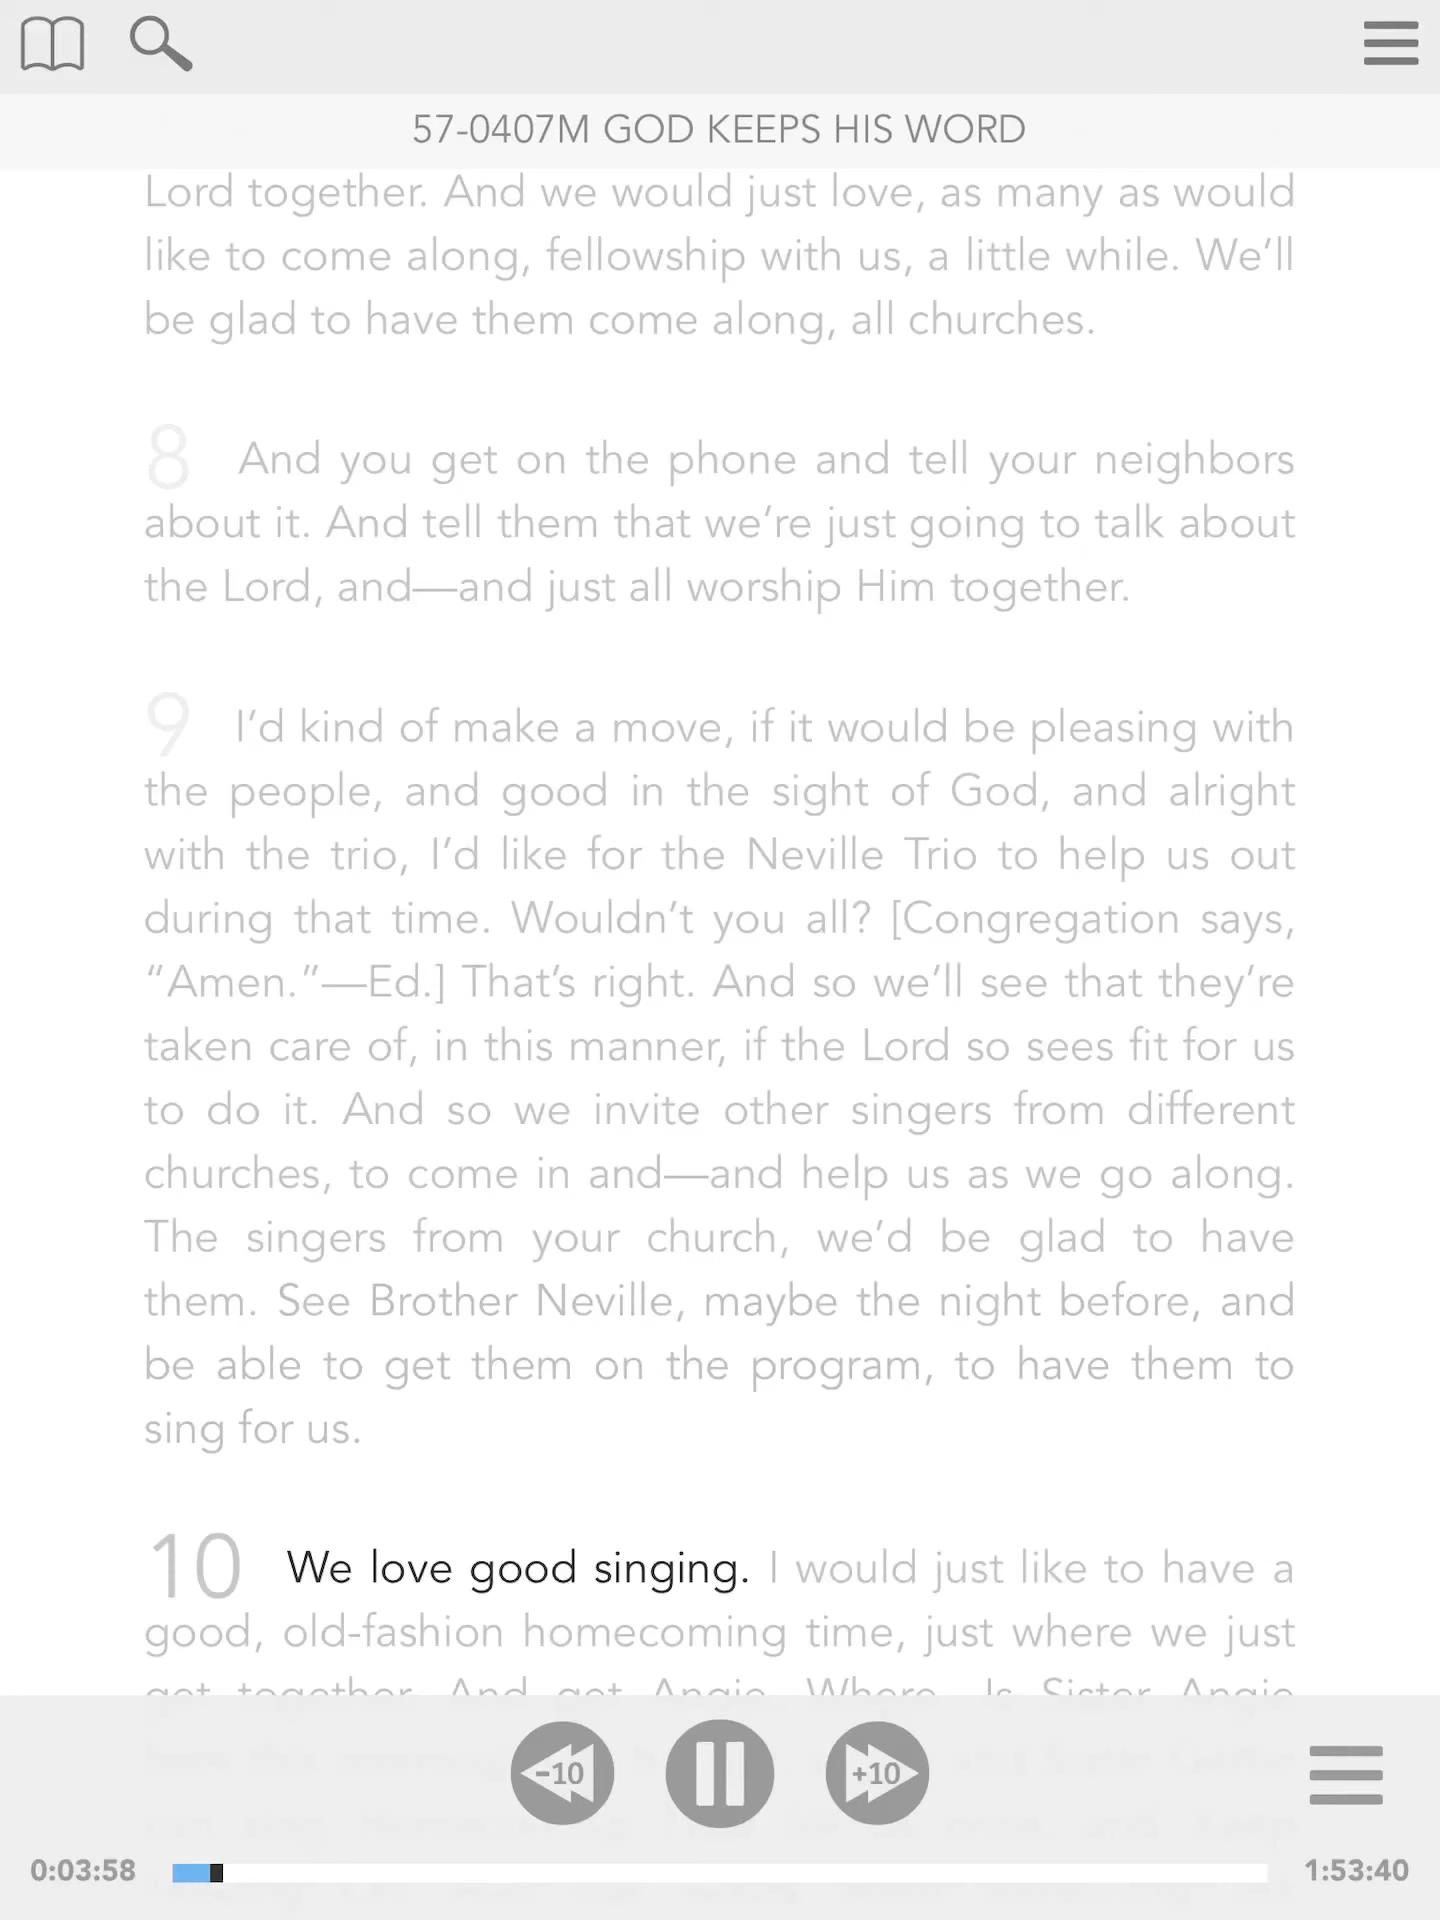 57-0407M GOD KEEPS HIS WORD
Lord together. And we would just love, as many as would
like to come along, fellowship with us, a little while. We’ll
be glad to have them come along, all churches.
8 And you get on the phone and tell your neighbors
about it. And tell them that we’re just going to talk about
the Lord, and—and just all worship Him together.
9 I’d kind of make a move, if it would be pleasing with
the people, and good in the sight of God, and alright
with the trio, I’d like for the Neville Trio to help us out
during that time. Wouldn’t you all? [Congregation says,
“Amen.”—Ed.] That’s right. And so we’ll see that they’re
taken care of, in this manner, if the Lord so sees fit for us
to do it. And so we invite other singers from different
churches, to come in and—and help us as we go along.
The singers from your church, we’d be glad to have
them. See Brother Neville, maybe the night before, and
be able to get them on the program, to have them to
sing for us.
10 We love good singing. I would just like to have a
good, old-fashion homecoming time, just where we just
get together. And get Angie. Where, Is Sister Angie
-10 +10
0:03:58 1:53:40